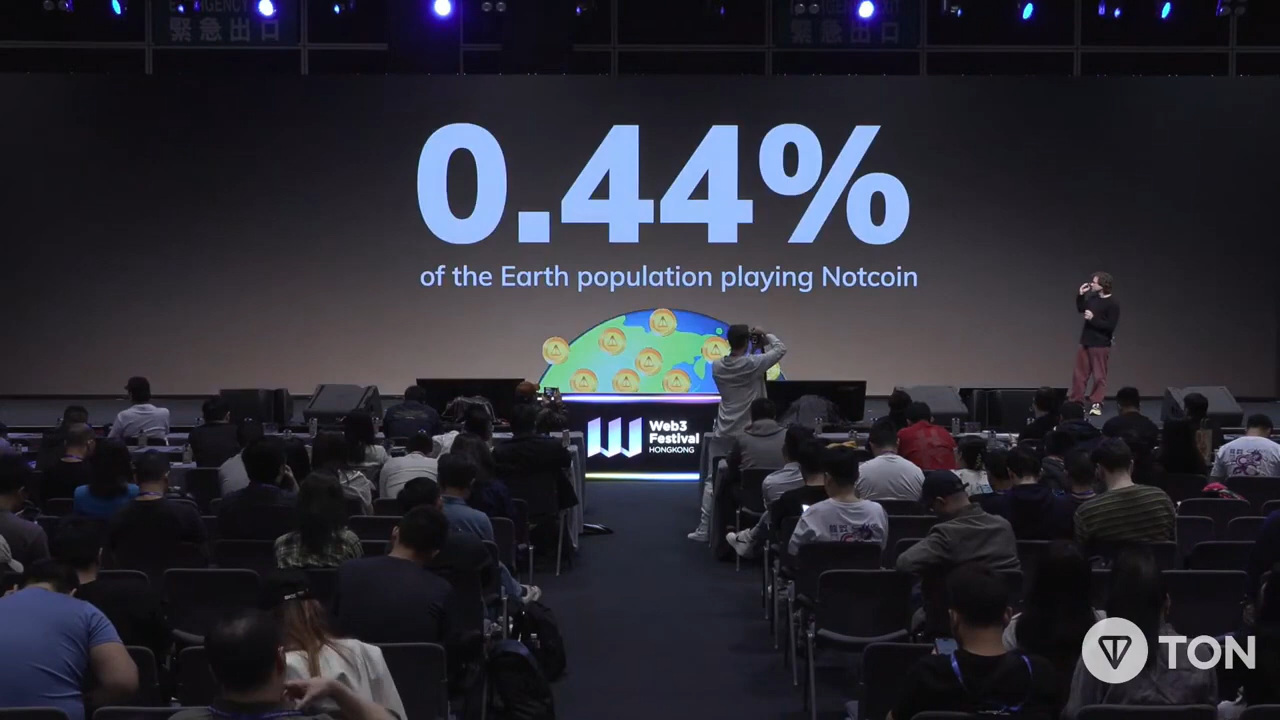 緊急出口
緊急出口
0.44%
of the Earth population playing Notcoin
Web3
Festival
HONGKONG
TON